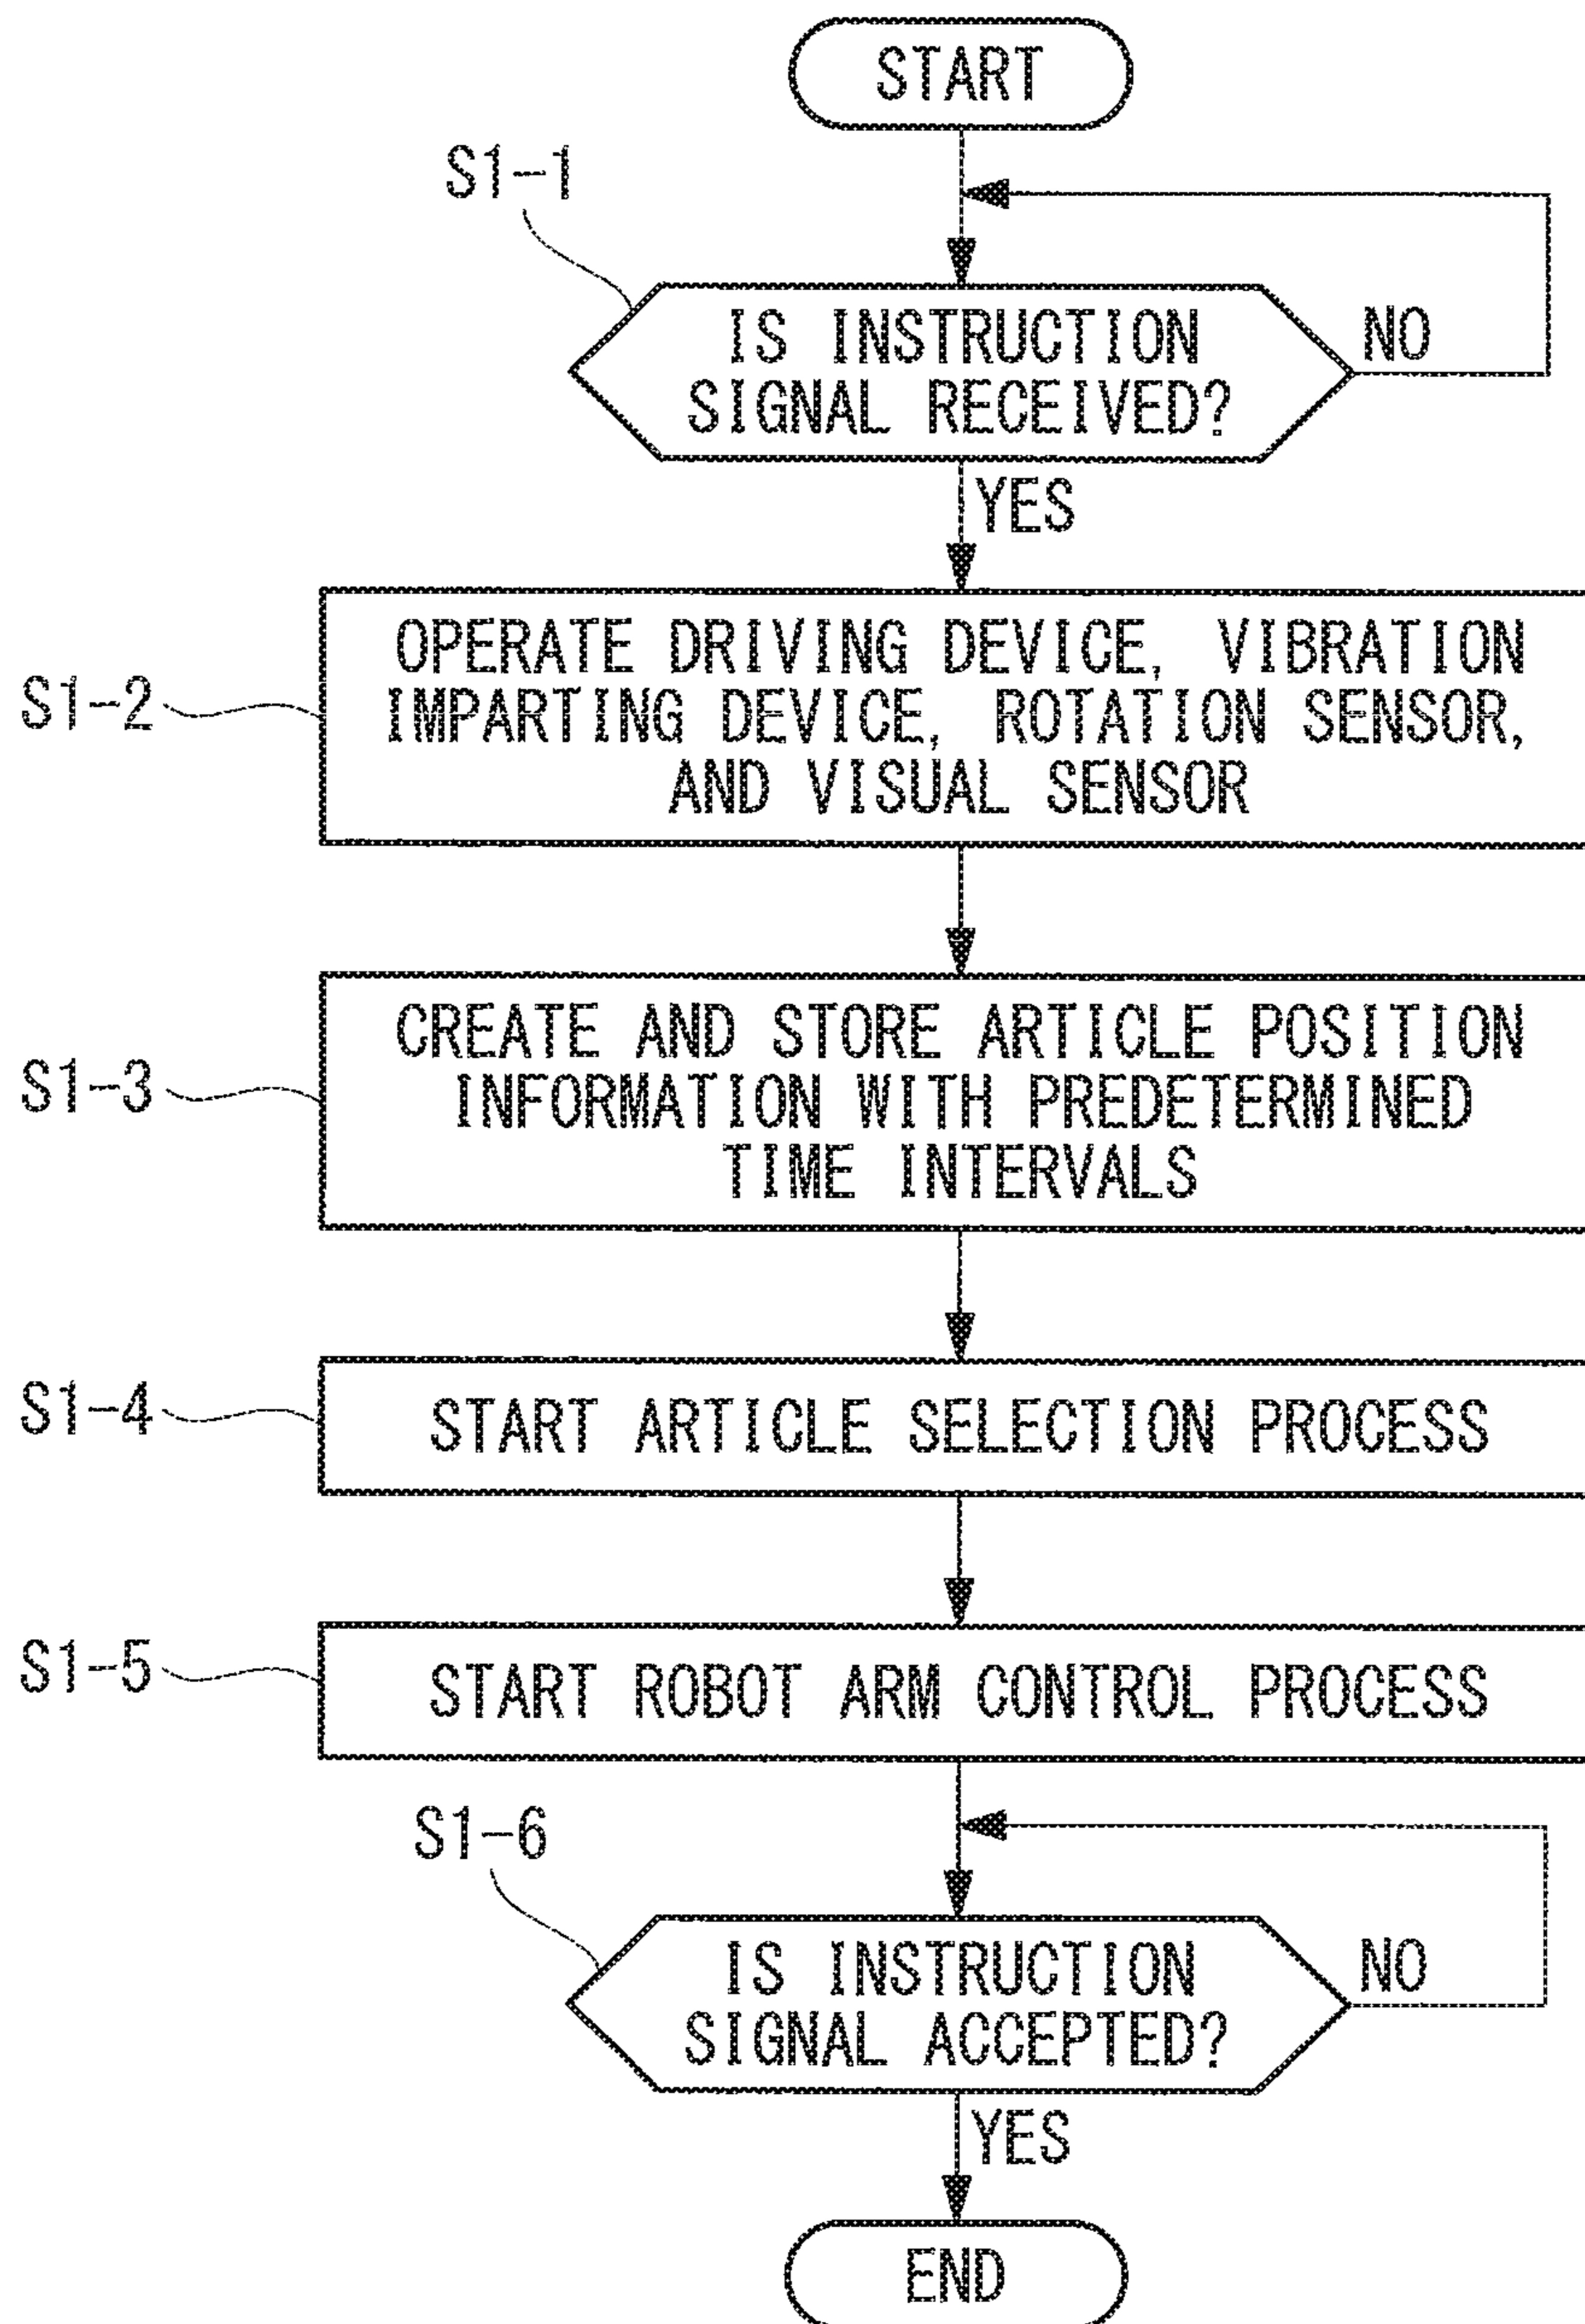 START
S1-1
IS INSTRUCTION
SIGNAL RECEIVED?
NO
YES
S1-2
OPERATE DRIVING DEVICE, VIBRATION
IMPARTING DEVICE, ROTATION SENSOR,
AND VISUAL SENSOR
S1-3
CREATE AND STORE ARTICLE POSITION
INFORMATION WITH PREDETERMINED
TIME INTERVALS
S1-4
START ARTICLE SELECTION PROCESS
S1-5
START ROBOT ARM CONTROL PROCESS
S1-6
IS INSTRUCTION
SIGNAL ACCEPTED?
NO
YES
END